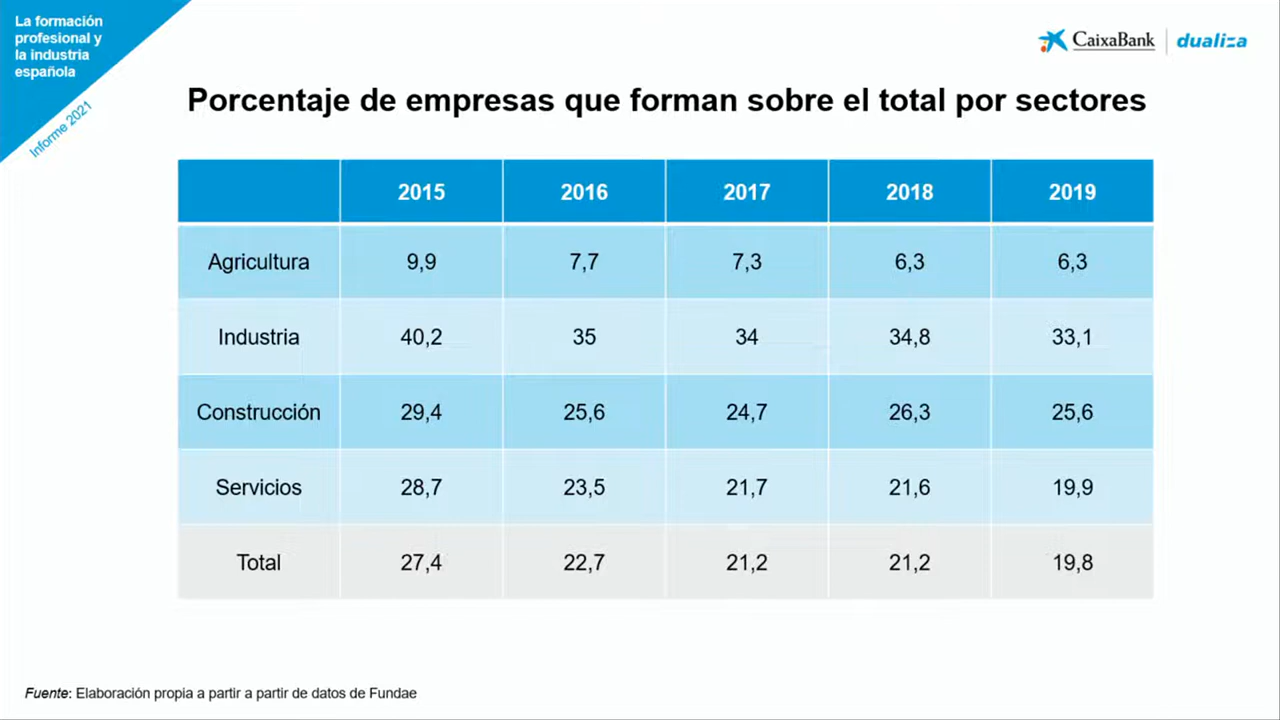 La formación
profesional y
la industria
española
Informe 2021
CaixaBank | dualiza
Porcentaje de empresas que forman sobre el total por sectores
2015 2016 2017 2018 2019
Agricultura 9,9 7,7 7,3 6,3 6,3
Industria 40,2 35 34 34,8 33,1
Construcción 29,4 25,6 24,7 26,3 25,6
Servicios 28,7 23,5 21,7 21,6 19,9
Total 27,4 22,7 21,2 21,2 19,8
Fuente: Elaboración propia a partir a partir de datos de Fundae